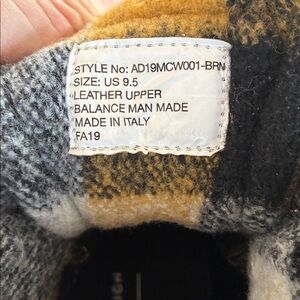 STYLE No: AD19MCW001-BRN
SIZE: US 9.5
LEATHER UPPER
BALANCE MAN MADE
MADE IN ITALY
FA19